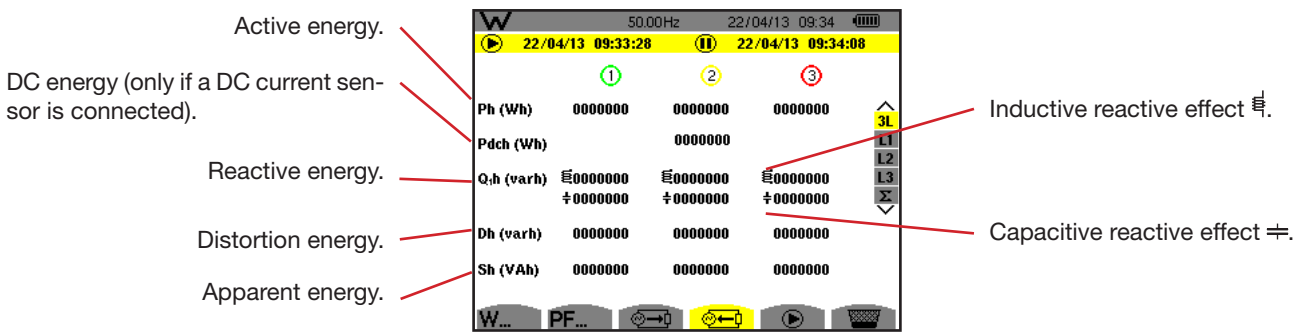 Active energy.
DC energy (only if a DC current sen-
sor is connected).
Reactive energy.
Distortion energy.
Apparent energy.
W 50.00Hz 22/04/13 09:34
22/04/13 09:33:28 22/04/13 09:34:08
1 2 3
Ph (Wh) 0000000 0000000 0000000
Pdch (Wh) 0000000
Q₁h (varh) 0000000 0000000 0000000
0000000 0000000 0000000
Dh (varh) 0000000 0000000 0000000
Sh (VAh) 0000000 0000000 0000000
3L
L1
L2
L3
Σ
W... PF...
Inductive reactive effect .
Capacitive reactive effect .